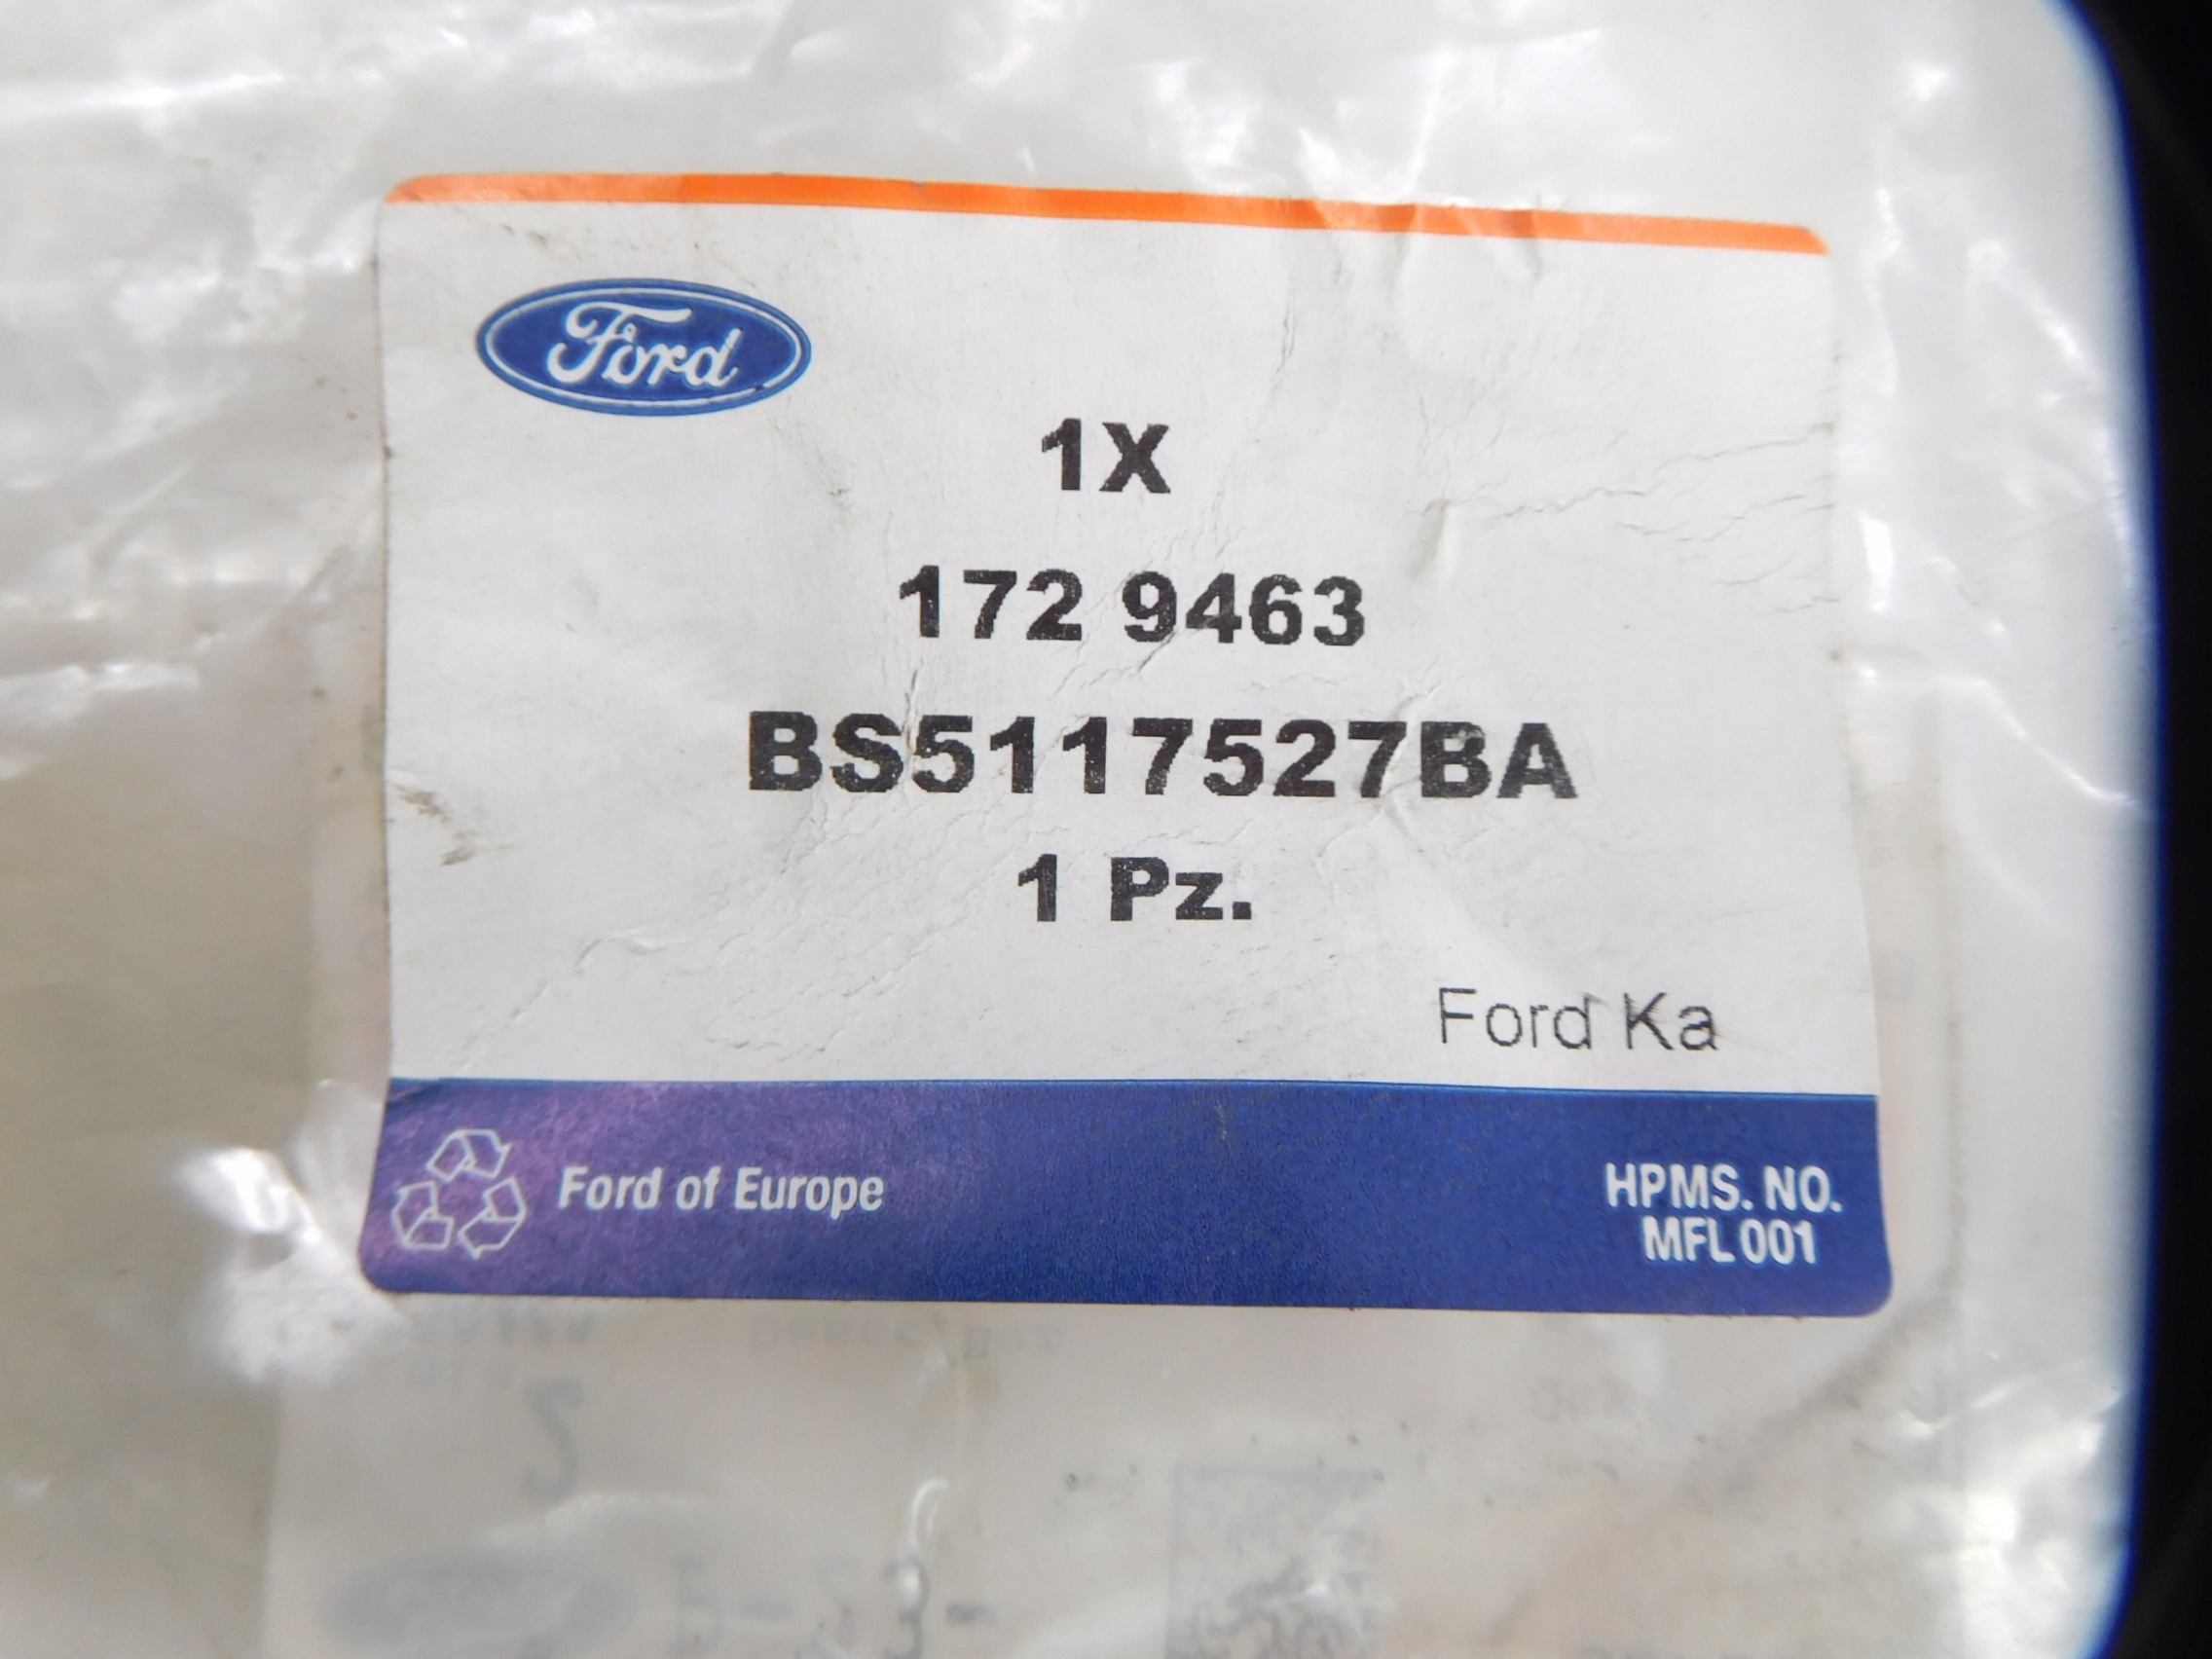 Ford
1X
172 9463
BS5117527BA
1 Pz.
Ford Ka
Ford of Europe
HPMS. NO.
MFL 001